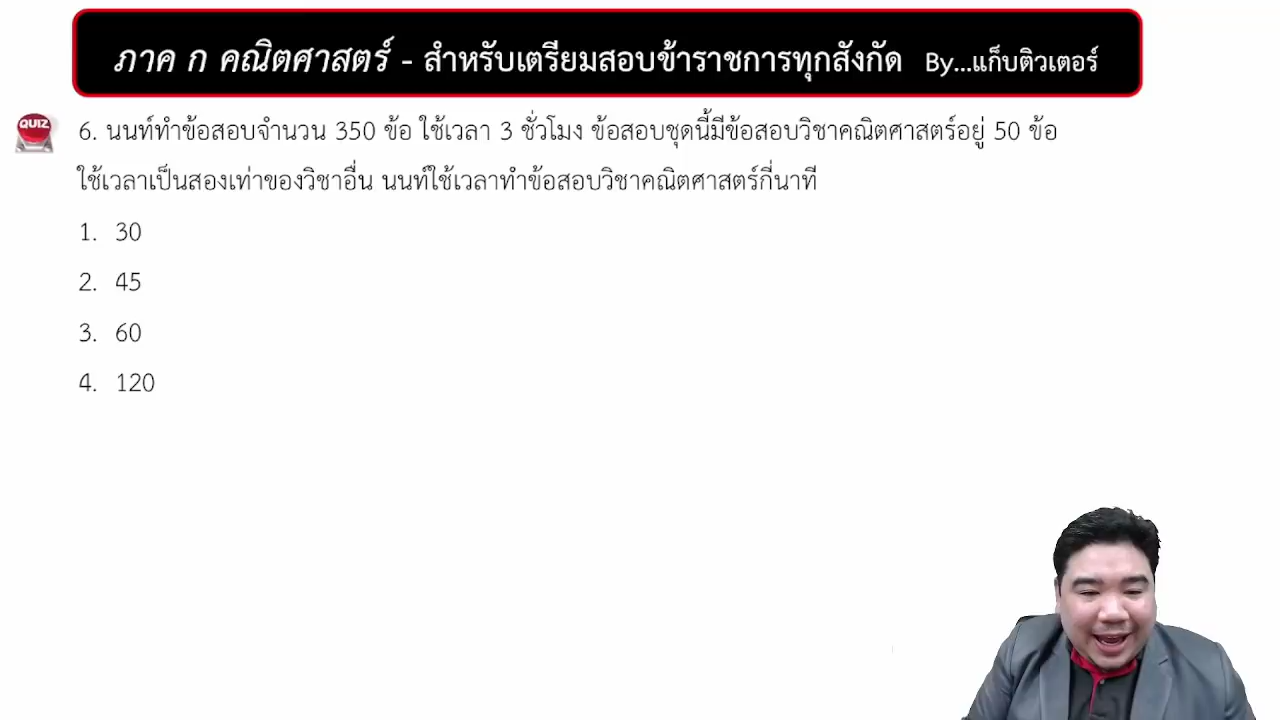 ภาค ก คณิตศาสตร์ - สำหรับเตรียมสอบข้าราชการทุกสังกัด By...แก็บติวเตอร์
QUIZ
6. นนท์ทำข้อสอบจำนวน 350 ข้อ ใช้เวลา 3 ชั่วโมง ข้อสอบชุดนี้มีข้อสอบวิชาคณิตศาสตร์อยู่ 50 ข้อ
ใช้เวลาเป็นสองเท่าของวิชาอื่น นนท์ใช้เวลาทำข้อสอบวิชาคณิตศาสตร์กี่นาที
1. 30
2. 45
3. 60
4. 120